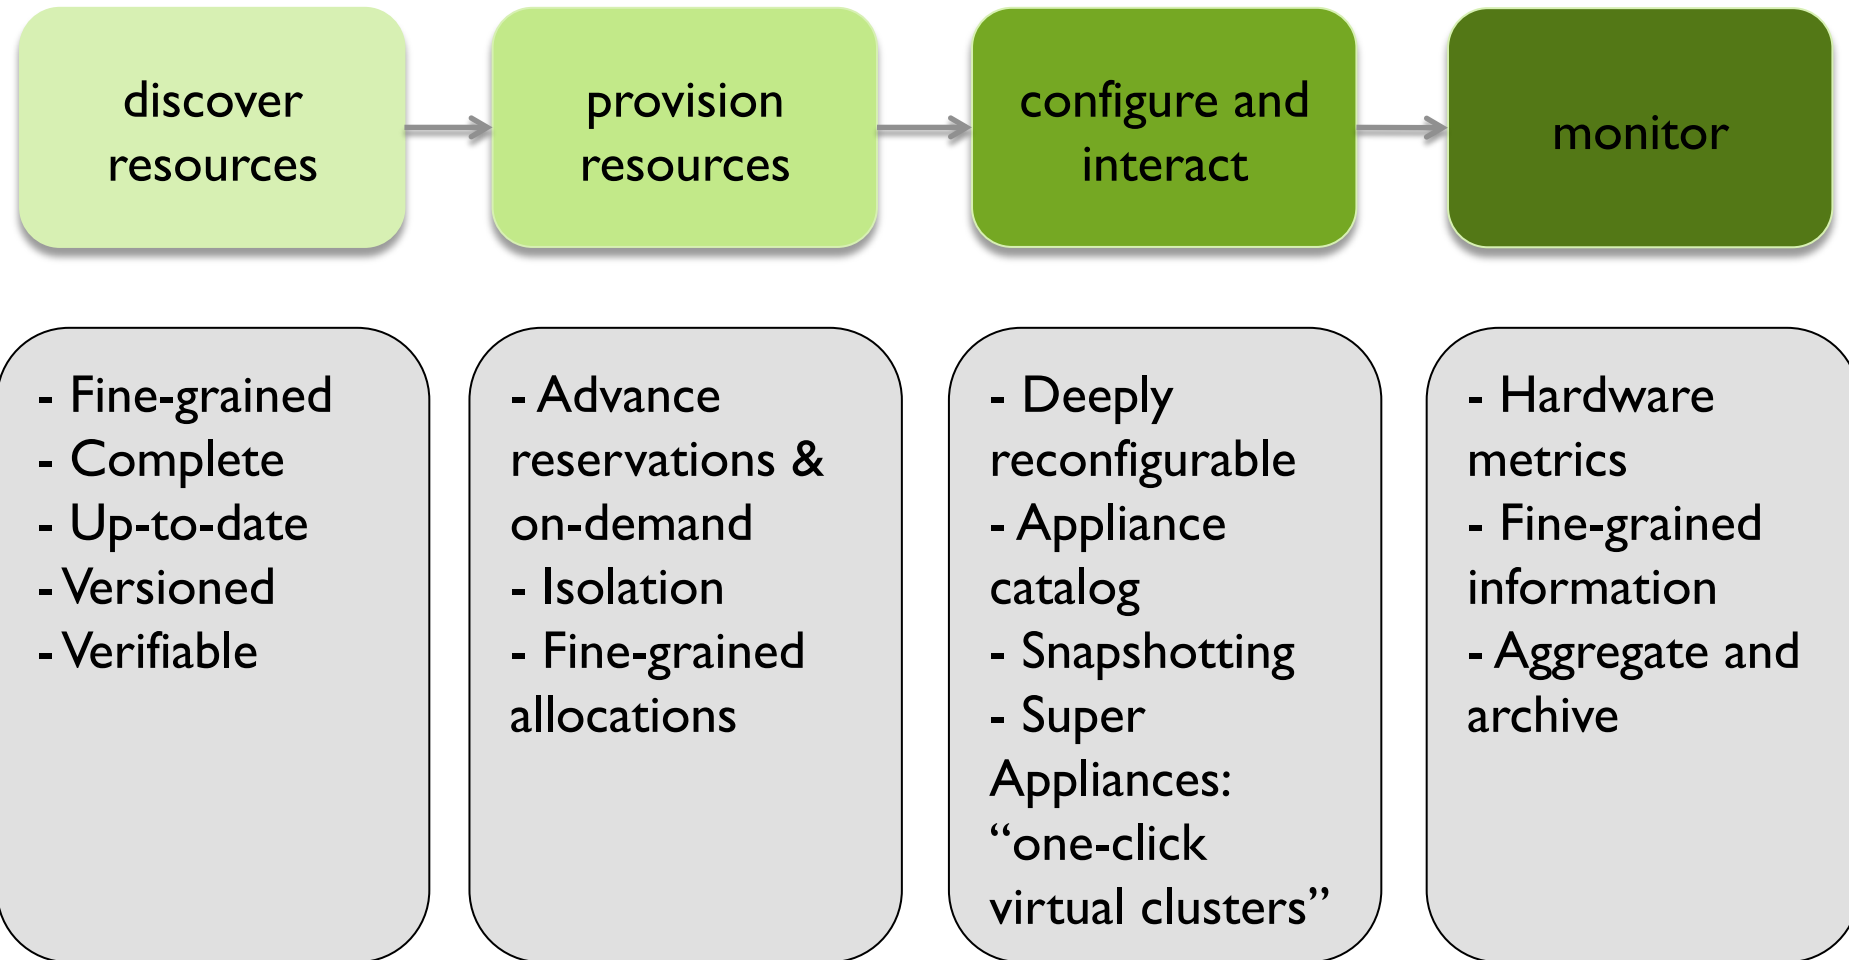 discover
resources
provision
resources
configure and
interact
monitor
- Fine-grained
- Complete
- Up-to-date
- Versioned
- Verifiable
- Advance
reservations &
on-demand
- Isolation
- Fine-grained
allocations
- Deeply
reconfigurable
- Appliance
catalog
- Snapshotting
- Super
Appliances:
“one-click
virtual clusters”
- Hardware
metrics
- Fine-grained
information
- Aggregate and
archive